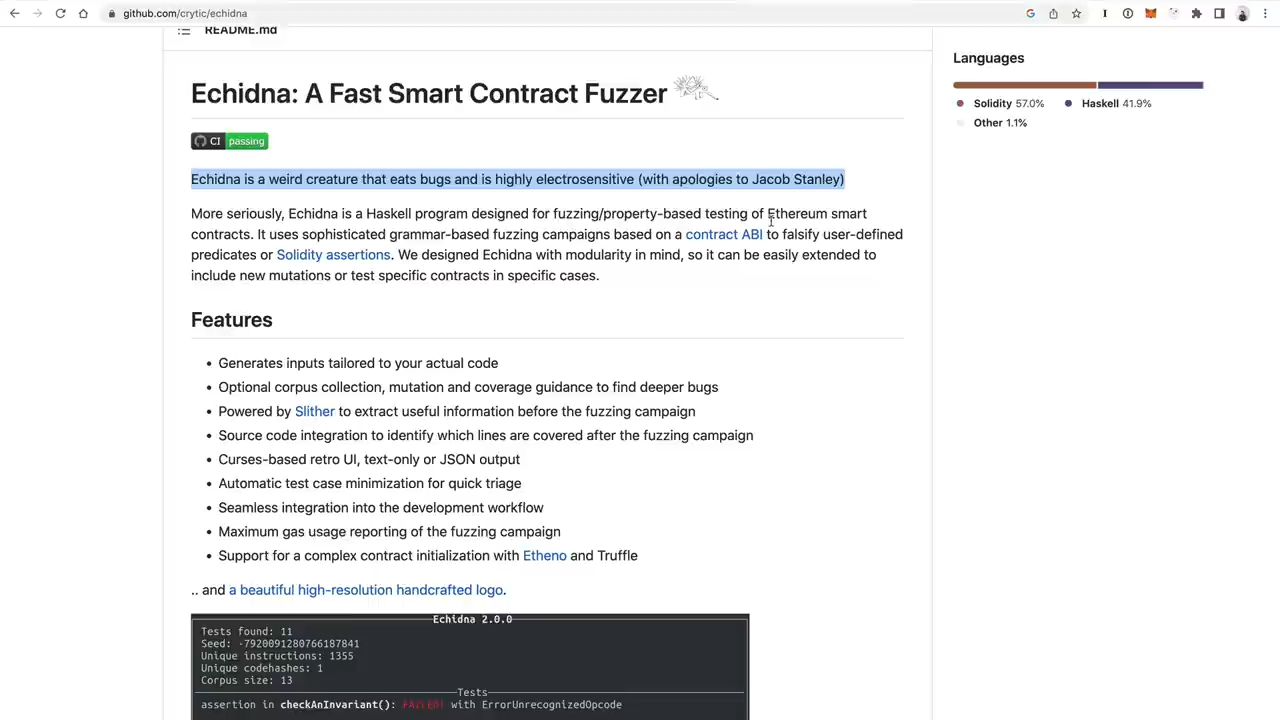 github.com/crytic/echidna
README.md
Echidna: A Fast Smart Contract Fuzzer
CI passing
Echidna is a weird creature that eats bugs and is highly electrosensitive (with apologies to Jacob Stanley)
More seriously, Echidna is a Haskell program designed for fuzzing/property-based testing of Ethereum smart
contracts. It uses sophisticated grammar-based fuzzing campaigns based on a contract ABI to falsify user-defined
predicates or Solidity assertions. We designed Echidna with modularity in mind, so it can be easily extended to
include new mutations or test specific contracts in specific cases.
Features
• Generates inputs tailored to your actual code
• Optional corpus collection, mutation and coverage guidance to find deeper bugs
• Powered by Slither to extract useful information before the fuzzing campaign
• Source code integration to identify which lines are covered after the fuzzing campaign
• Curses-based retro UI, text-only or JSON output
• Automatic test case minimization for quick triage
• Seamless integration into the development workflow
• Maximum gas usage reporting of the fuzzing campaign
• Support for a complex contract initialization with Etheno and Truffle
.. and a beautiful high-resolution handcrafted logo.
Echidna 2.0.0
Tests found: 11
Seed: -7920091280766187841
Unique instructions: 1355
Unique codehashes: 1
Corpus size: 13
Tests
assertion in checkAnInvariant(): FAILED! with ErrorUnrecognizedOpcode
Languages
Solidity 57.0% Haskell 41.9%
Other 1.1%